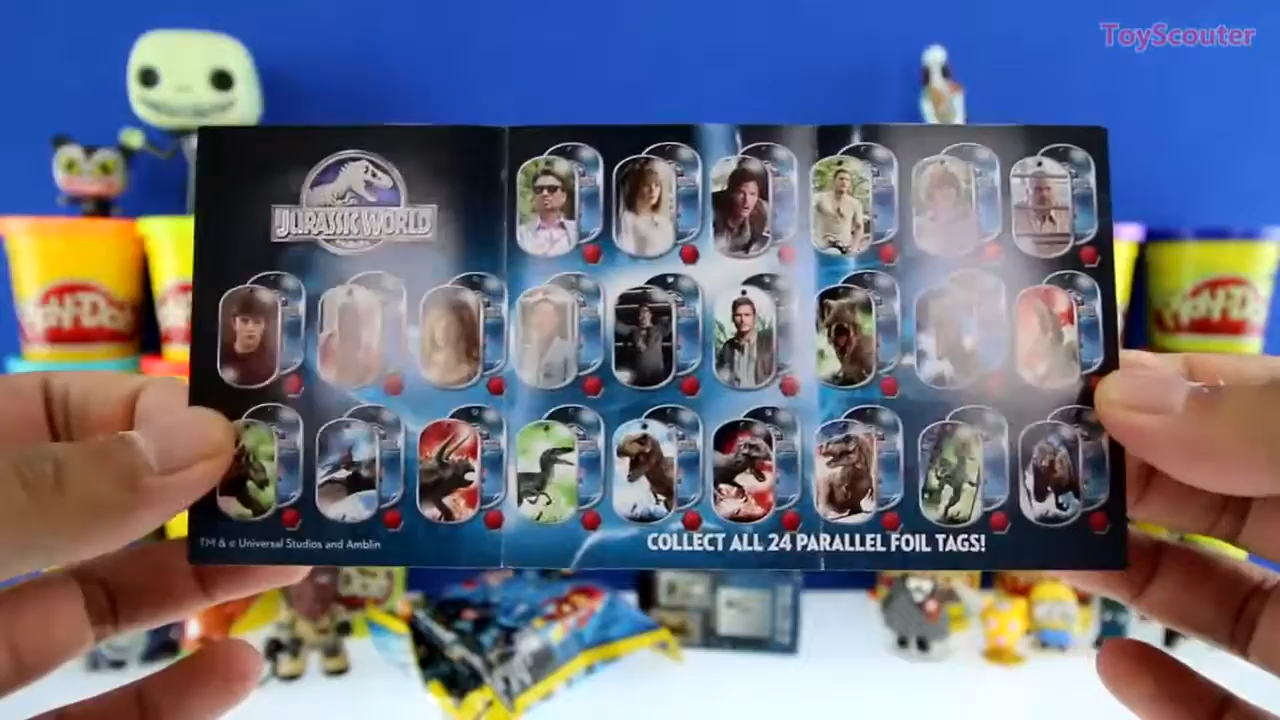 ToyScouter
JURASSIC WORLD
Play-Doh
Play-Doh
TM & © Universal Studios and Amblin
COLLECT ALL 24 PARALLEL FOIL TAGS!